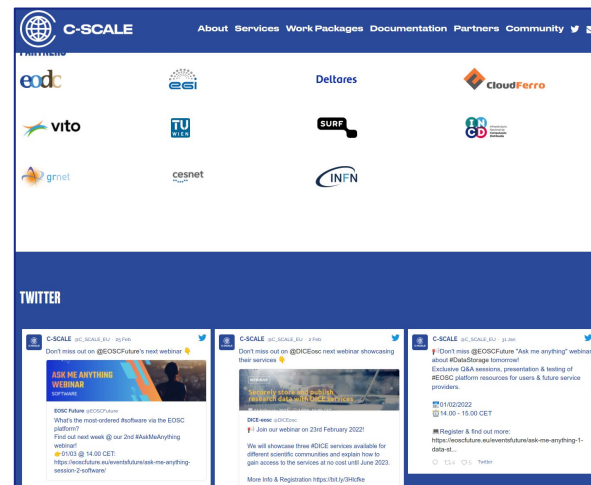 C-SCALE
About Services Work Packages Documentation Partners Community
PARTNERS
eodc
egi
Deltares
CloudFerro
vito
TU
WIEN
SURF
INCD
grnet
cesnet
INFN
TWITTER
C-SCALE @C_SCALE_EU · 25 Feb
Don't miss out on @EOSCFuture's next webinar 👇
ASK ME ANYTHING
WEBINAR
SOFTWARE
EOSC Future @EOSCFuture
What's the most-ordered #software via the EOSC
platform?
Find out next week @ our 2nd #AskMeAnything
webinar!
👉01/03 @ 14.00 CET:
https://eoscfuture.eu/eventsfuture/ask-me-anything-
session-2-software/
C-SCALE @C_SCALE_EU · 2 Feb
Don't miss out on @DICEosc next webinar showcasing
their services 👇
WEBINAR
Securely store and publish
research data with DICE services
DICE-eosc @DICEosc
📢 Join our webinar on 23rd February 2022!
We will showcase three #DICE services available for
different scientific communities and explain how to
gain access to the services at no cost until June 2023.
More Info & Registration https://bit.ly/3Hlcfke
C-SCALE @C_SCALE_EU · 31 Jan
📢Don't miss @EOSCFuture "Ask me anything" webinar
about #DataStorage tomorrow!
Exclusive Q&A sessions, presentation & testing of
#EOSC platform resources for users & future service
providers.
📅01/02/2022
⏰14.00 - 15.00 CET
💻Register & find out more:
https://eoscfuture.eu/eventsfuture/ask-me-anything-1-
data-st...
4 5 Twitter